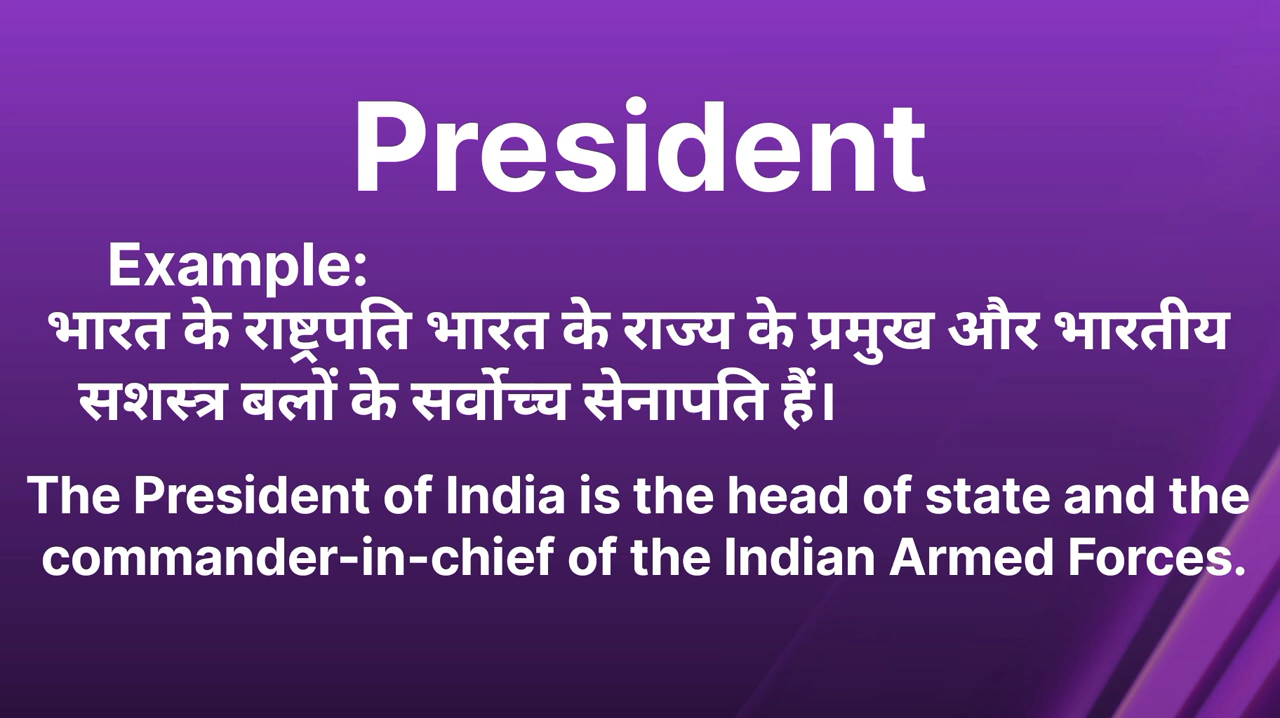 President
Example:
भारत के राष्ट्रपति भारत के राज्य के प्रमुख और भारतीय
सशस्त्र बलों के सर्वोच्च सेनापति हैं।
The President of India is the head of state and the
commander-in-chief of the Indian Armed Forces.